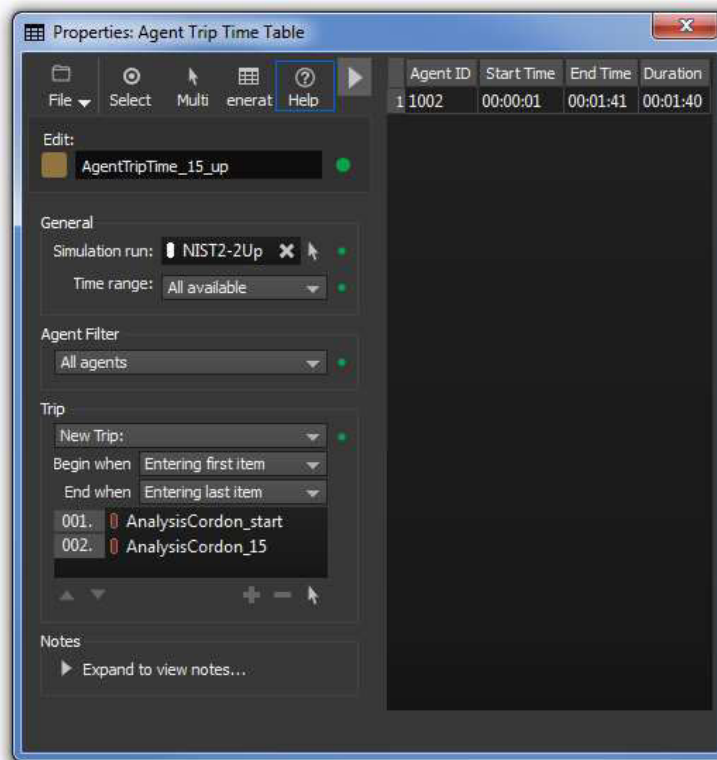 Properties: Agent Trip Time Table
File Select Multi enerat Help
Edit:
AgentTripTime_15_up
General
Simulation run: NIST2-2Up
Time range: All available
Agent Filter
All agents
Trip
New Trip:
Begin when Entering first item
End when Entering last item
001. AnalysisCordon_start
002. AnalysisCordon_15
Notes
Expand to view notes...
Agent ID Start Time End Time Duration
1 1002 00:00:01 00:01:41 00:01:40